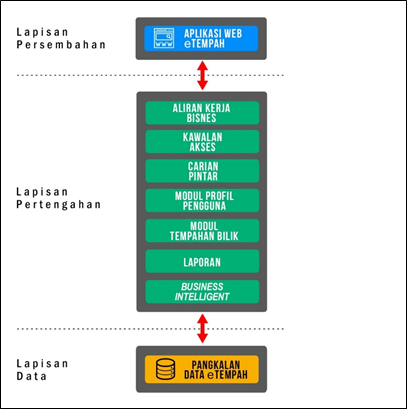 Lapisan
Persembahan
APLIKASI WEB
eTEMPAH
WWW
Lapisan
Pertengahan
ALIRAN KERJA
BISNES
KAWALAN
AKSES
CARIAN
PINTAR
MODUL PROFIL
PENGGUNA
MODUL
TEMPAHAN BILIK
LAPORAN
BUSINESS
INTELLIGENT
Lapisan
Data
PANGKALAN
DATA eTEMPAH